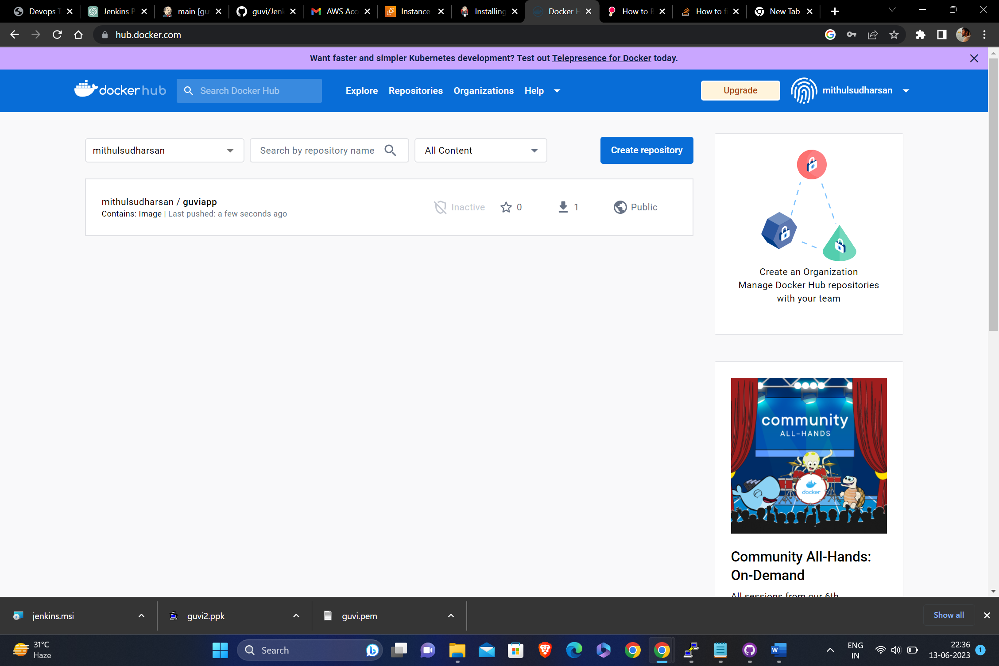 Devops T
Jenkins P
main [gu
guvi/Jenk
AWS Acc
Instance
Installing
Docker H
How to B
How to f
New Tab
hub.docker.com
Want faster and simpler Kubernetes development? Test out Telepresence for Docker today.
docker hub
Search Docker Hub
Explore
Repositories
Organizations
Help
Upgrade
mithulsudharsan
mithulsudharsan
Search by repository name
All Content
Create repository
mithulsudharsan / guviapp
Contains: Image | Last pushed: a few seconds ago
Inactive
0
1
Public
Create an Organization
Manage Docker Hub repositories
with your team
community
ALL-HANDS
docker
Community All-Hands:
On-Demand
All sessions from our 6th
jenkins.msi
guvi2.ppk
guvi.pem
Show all
31°C
Haze
Search
ENG
IN
22:36
13-06-2023
1